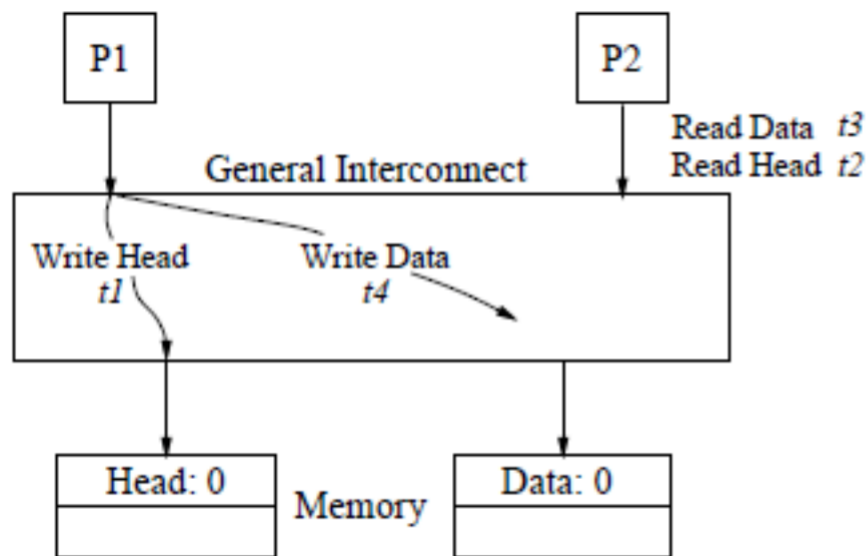 P1
P2
Read Data t3
Read Head t2
General Interconnect
Write Head
t1
Write Data
t4
Head: 0
Memory
Data: 0